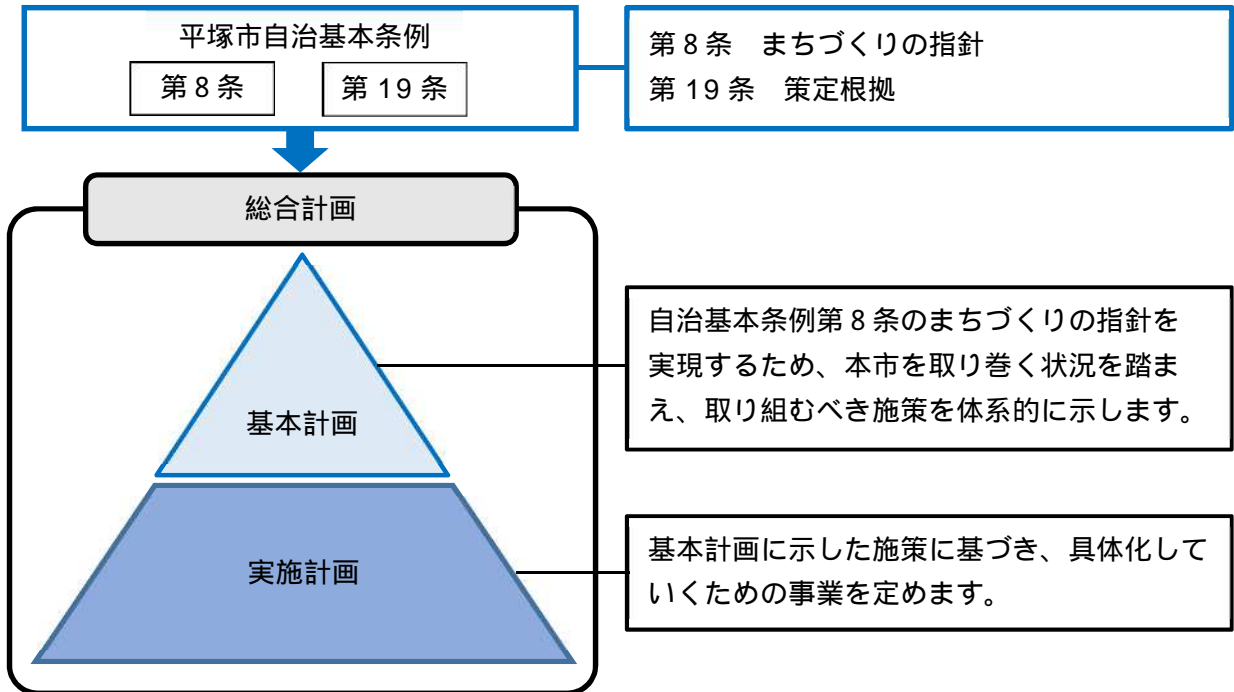 平塚市自治基本条例
第8条
第19条
第8条　まちづくりの指針
第19条　策定根拠
総合計画
基本計画
自治基本条例第8条のまちづくりの指針を
実現するため、本市を取り巻く状況を踏ま
え、取り組むべき施策を体系的に示します。
実施計画
基本計画に示した施策に基づき、具体化して
いくための事業を定めます。